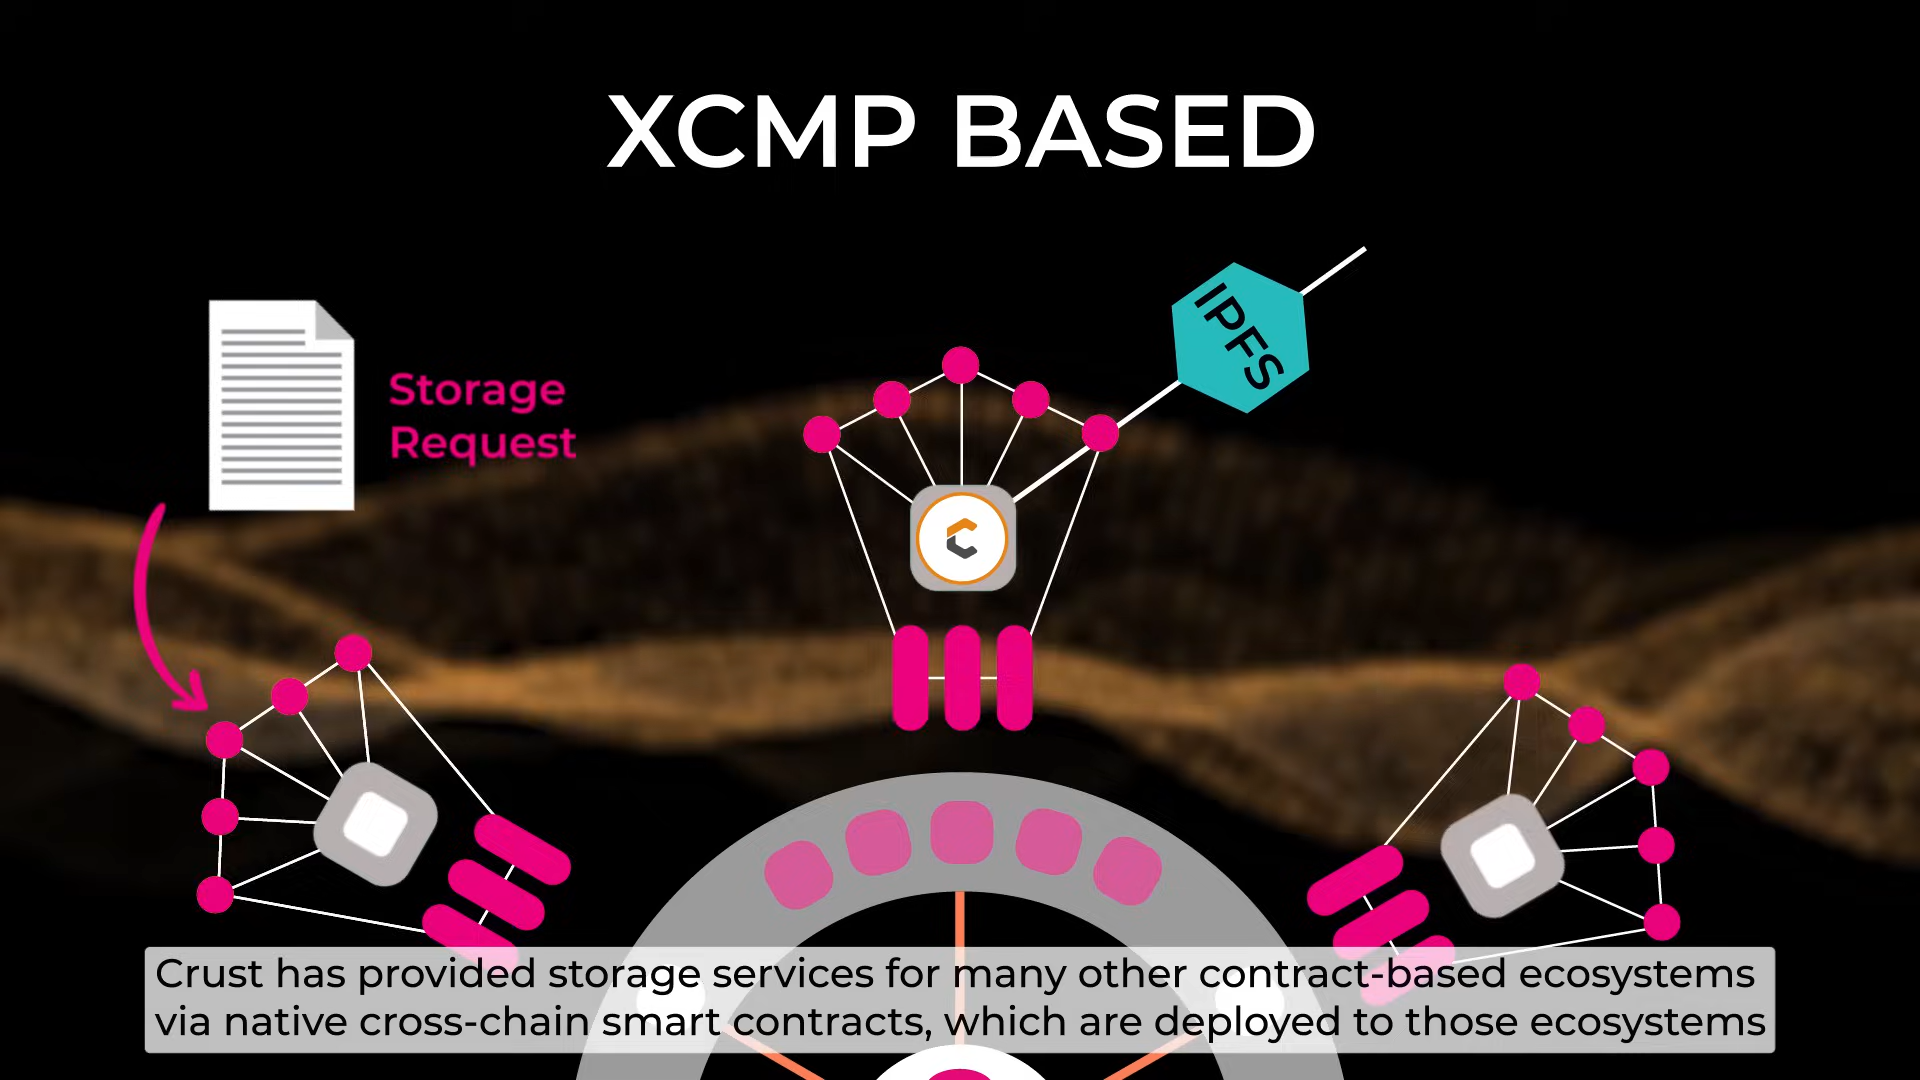 XCMP BASED
IPFS
Storage
Request
Crust has provided storage services for many other contract-based ecosystems
via native cross-chain smart contracts, which are deployed to those ecosystems